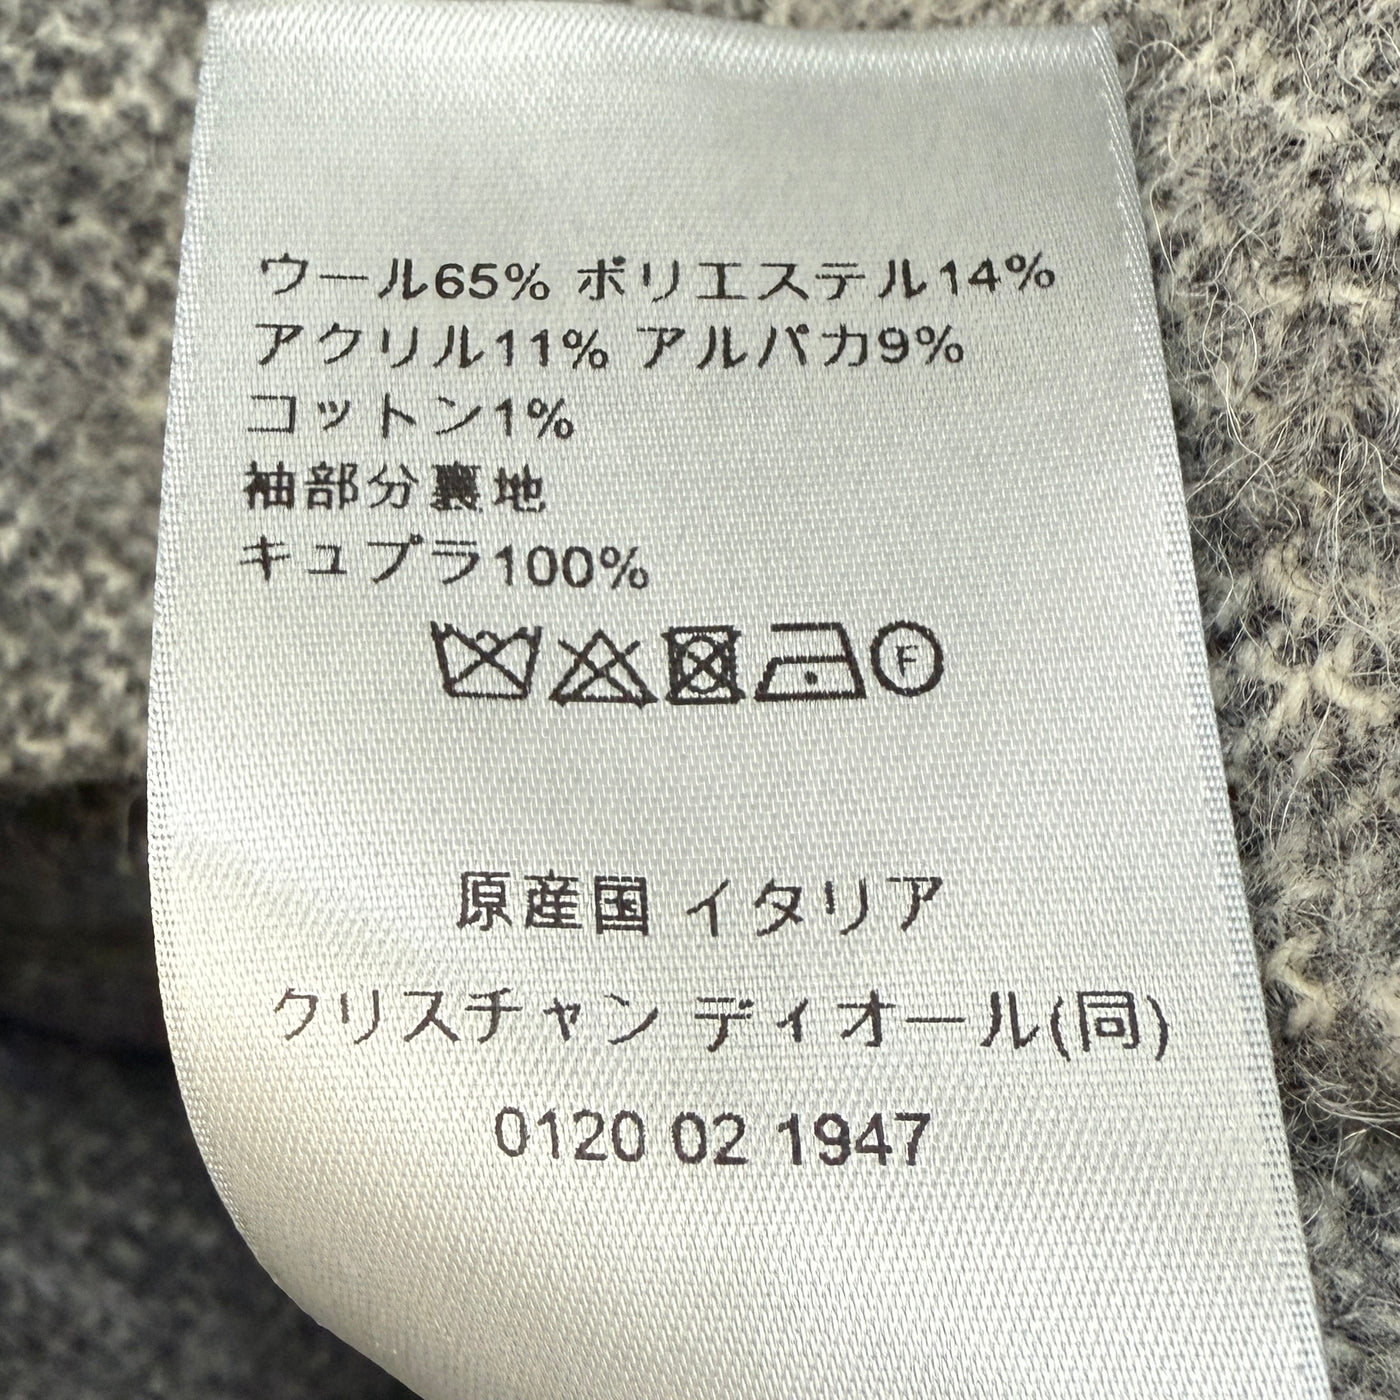 ウール65% ポリエステル14%
アクリル11% アルパカ9%
コットン1%
袖部分裏地
キュプラ100%
F
原産国 イタリア
クリスチャン ディオール(同)
0120 02 1947